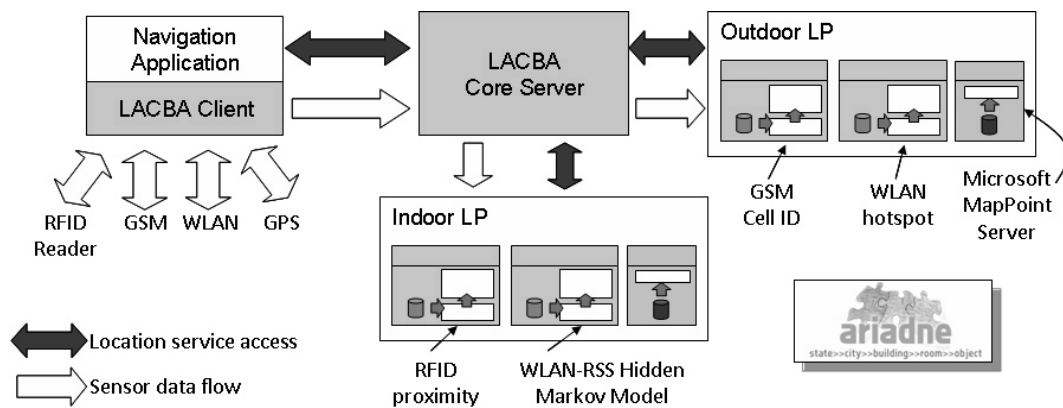 Navigation
Application
LACBA Client
LACBA
Core Server
Outdoor LP
RFID
Reader
GSM
WLAN
GPS
GSM
Cell ID
WLAN
hotspot
Microsoft
MapPoint
Server
Indoor LP
RFID
proximity
WLAN-RSS Hidden
Markov Model
Location service access
Sensor data flow
ariadne
state>>city>>building>>room>>object